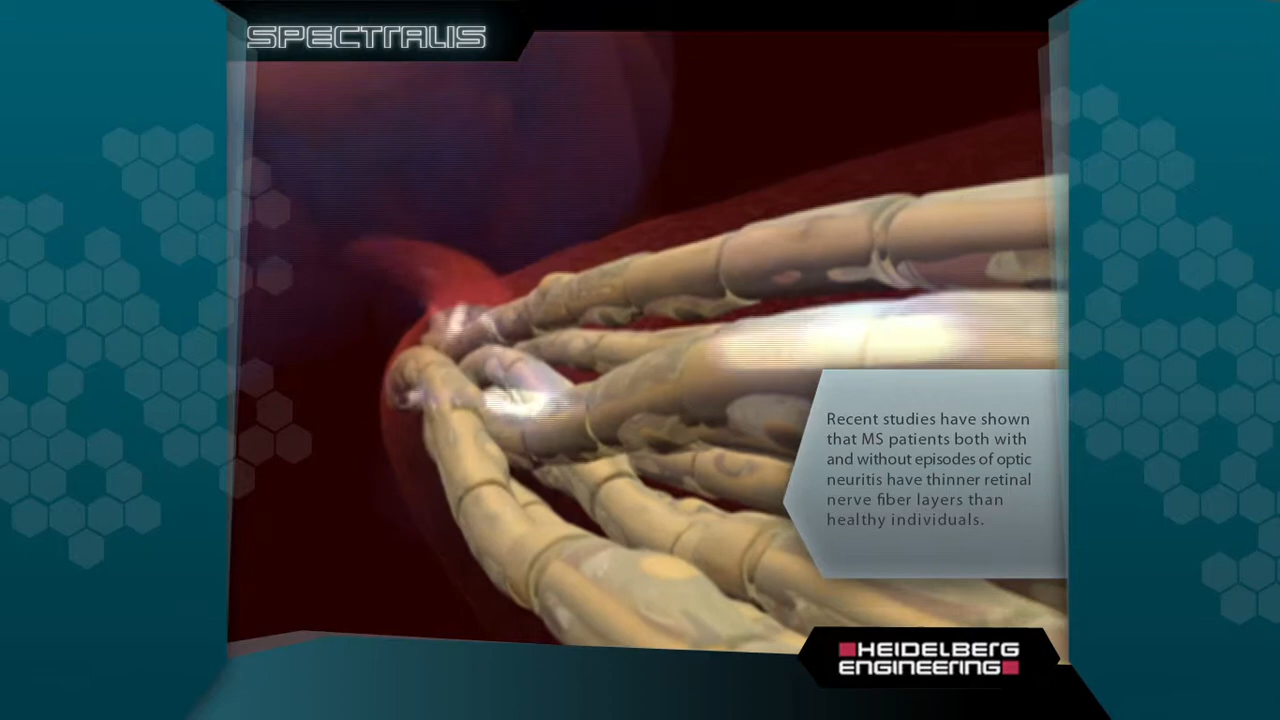 SPECTRALIS
Recent studies have shown
that MS patients both with
and without episodes of optic
neuritis have thinner retinal
nerve fiber layers than
healthy individuals.
HEIDELBERG
ENGINEERING